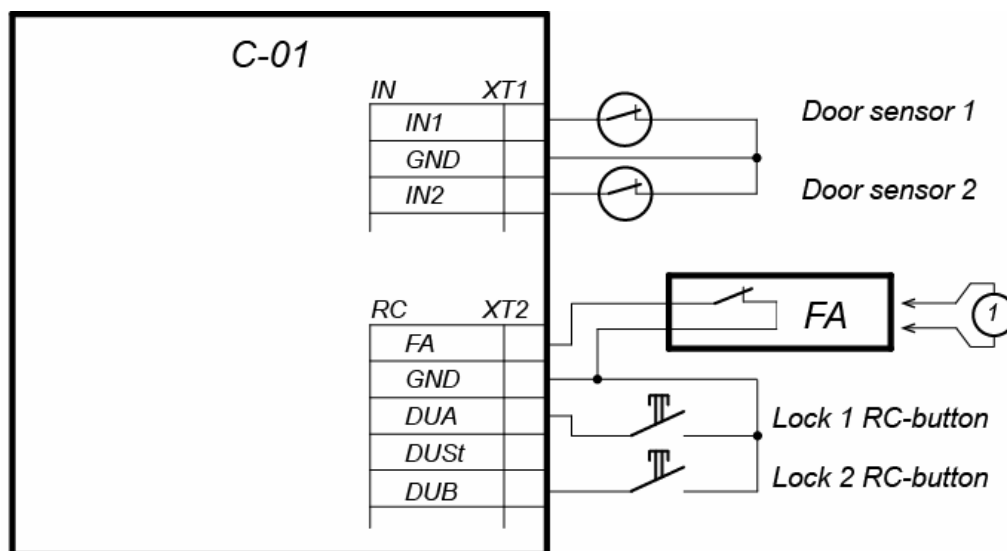 C-01
IN XT1
IN1
GND
IN2
Door sensor 1
Door sensor 2
RC XT2
FA
GND
DUA
DUSt
DUB
FA
1
Lock 1 RC-button
Lock 2 RC-button